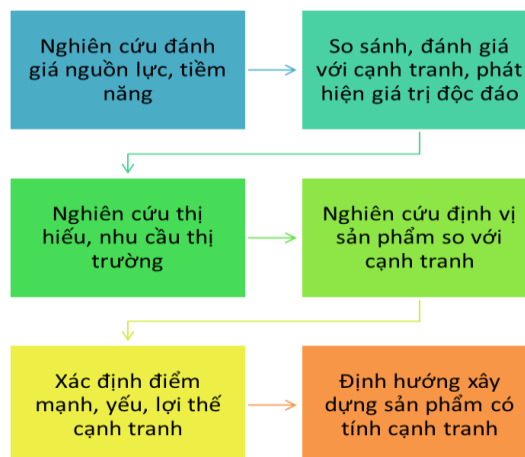 Nghiên cứu đánh
giá nguồn lực, tiềm
năng
So sánh, đánh giá
với cạnh tranh, phát
hiện giá trị độc đáo
Nghiên cứu thị
hiếu, nhu cầu thị
trường
Nghiên cứu định vị
sản phẩm so với
cạnh tranh
Xác định điểm
mạnh, yếu, lợi thế
cạnh tranh
Định hướng xây
dựng sản phẩm có
tính cạnh tranh